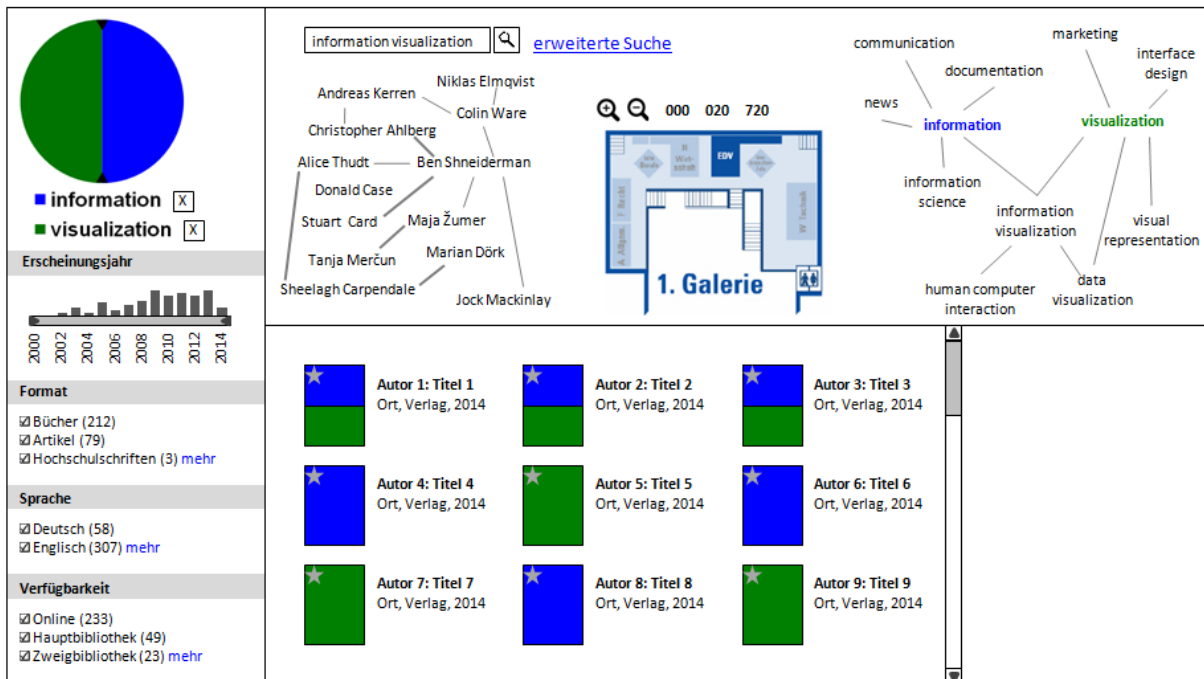 information
X
visualization
X
Erscheinungsjahr
2000
2002
2004
2006
2008
2010
2012
2014
Format
Bücher (212)
Artikel (79)
Hochschulschriften (3) mehr
Sprache
Deutsch (58)
Englisch (307) mehr
Verfügbarkeit
Online (233)
Hauptbibliothek (49)
Zweigbibliothek (23) mehr
information visualization
erweiterte Suche
Niklas Elmqvist
Andreas Kerren
Colin Ware
Christopher Ahlberg
Alice Thudt
Ben Shneiderman
Donald Case
Stuart Card
Maja Žumer
Marian Dörk
Tanja Merčun
Sheelagh Carpendale
Jock Mackinlay
000 020 720
EDV
F Recht
A Allgem.
W Technik
1. Galerie
communication
marketing
documentation
interface
design
news
information
visualization
information
science
information
visualization
visual
representation
human computer
interaction
data
visualization
Autor 1: Titel 1
Ort, Verlag, 2014
Autor 2: Titel 2
Ort, Verlag, 2014
Autor 3: Titel 3
Ort, Verlag, 2014
Autor 4: Titel 4
Ort, Verlag, 2014
Autor 5: Titel 5
Ort, Verlag, 2014
Autor 6: Titel 6
Ort, Verlag, 2014
Autor 7: Titel 7
Ort, Verlag, 2014
Autor 8: Titel 8
Ort, Verlag, 2014
Autor 9: Titel 9
Ort, Verlag, 2014